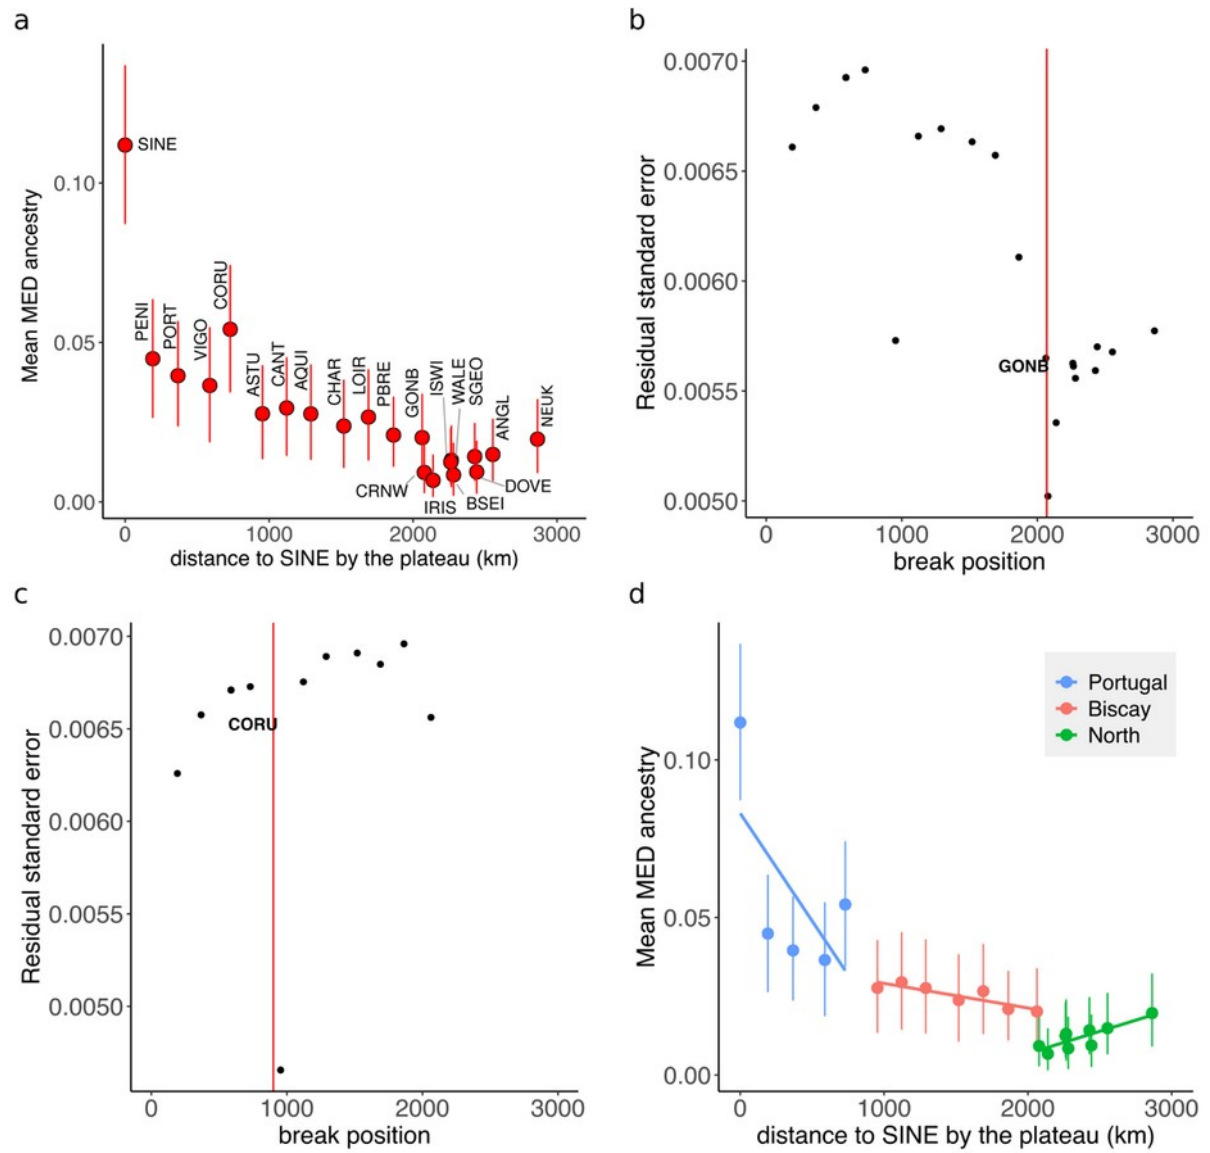 a
Mean MED ancestry
0.10
0.05
0.00
SINE
PENI
PORT
VIGO
CORU
ASTU
CANT
AQUI
CHAR
LOIR
PBRE
GONB
ISWI
WALE
SGEO
ANGL
NEUK
CRNW
IRIS
BSEI
DOVE
0 1000 2000 3000
distance to SINE by the plateau (km)
b
Residual standard error
0.0070
0.0065
0.0060
0.0055
0.0050
GONB
0 1000 2000 3000
break position
c
Residual standard error
0.0070
0.0065
0.0060
0.0055
0.0050
CORU
0 1000 2000 3000
break position
d
Mean MED ancestry
0.10
0.05
0.00
Portugal
Biscay
North
0 1000 2000 3000
distance to SINE by the plateau (km)